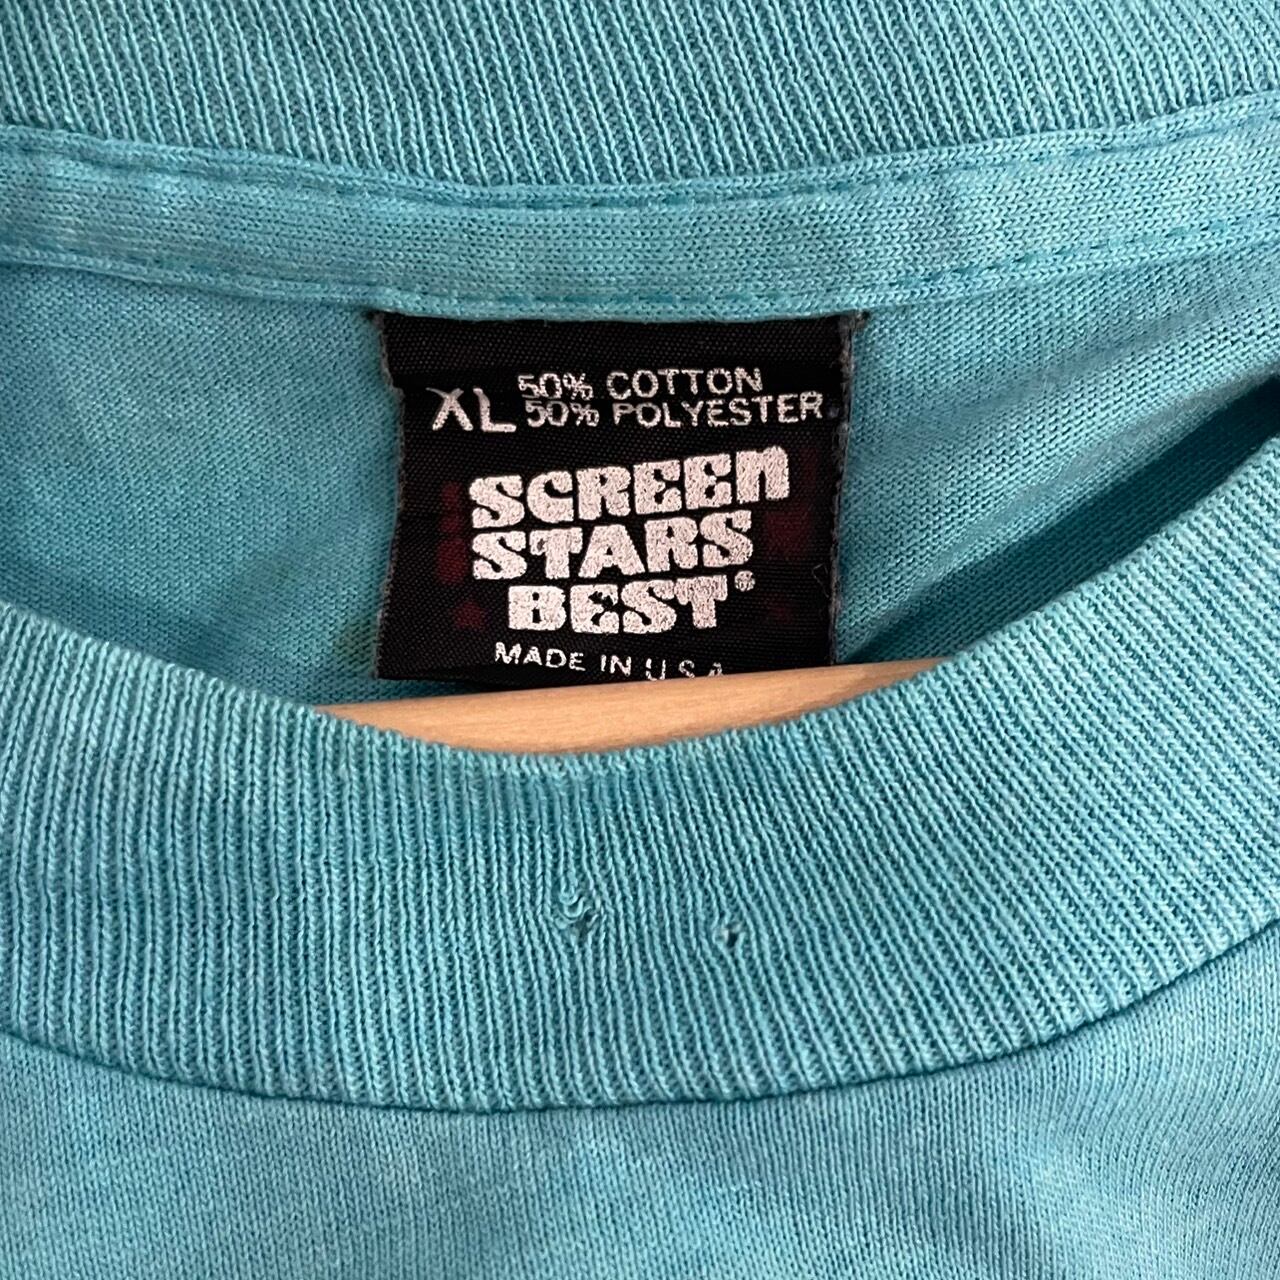 XL 50% COTTON
50% POLYESTER
SCREEN
STARS
BEST®
MADE IN U.S.A